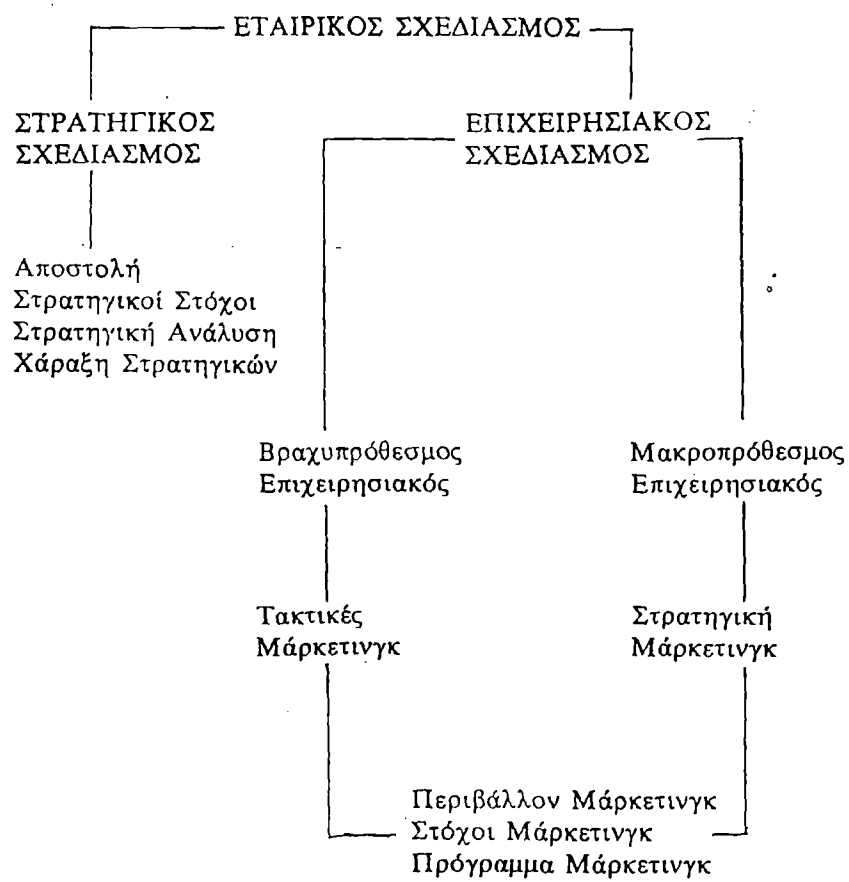 ΕΤΑΙΡΙΚΟΣ ΣΧΕΔΙΑΣΜΟΣ
ΣΤΡΑΤΗΓΙΚΟΣ
ΣΧΕΔΙΑΣΜΟΣ
ΕΠΙΧΕΙΡΗΣΙΑΚΟΣ
ΣΧΕΔΙΑΣΜΟΣ
Αποστολή
Στρατηγικοί Στόχοι
Στρατηγική Ανάλυση
Χάραξη Στρατηγικών
Βραχυπρόθεσμος
Επιχειρησιακός
Μακροπρόθεσμος
Επιχειρησιακός
Τακτικές
Μάρκετινγκ
Στρατηγική
Μάρκετινγκ
Περιβάλλον Μάρκετινγκ
Στόχοι Μάρκετινγκ
Πρόγραμμα Μάρκετινγκ